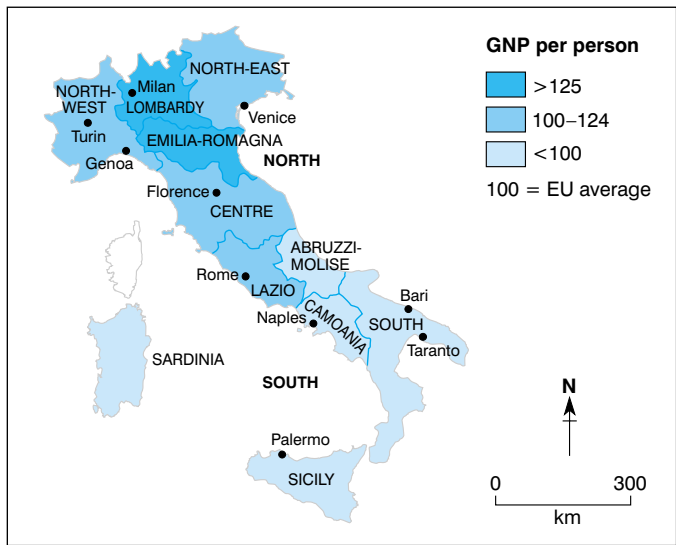 GNP per person
>125
100–124
<100
100 = EU average
NORTH-EAST
NORTH-
WEST
Milan
LOMBARDY
Venice
Turin
EMILIA-ROMAGNA
Genoa
NORTH
Florence
CENTRE
ABRUZZI-
MOLISE
Rome
LAZIO
Bari
Naples
CAMOANIA
SOUTH
Taranto
SARDINIA
SOUTH
N
Palermo
SICILY
0
300
km